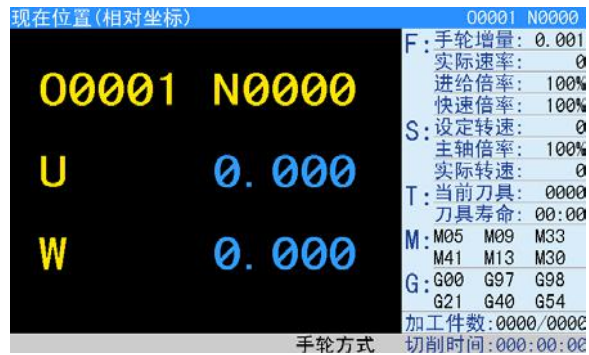 现在位置(相对坐标) O0001 N0000
O0001 N0000
U 0.000
W 0.000
F:手轮增量: 0.001
实际速率: 0
进给倍率: 100%
快速倍率: 100%
S:设定转速: 0
主轴倍率: 100%
实际转速: 0
T:当前刀具: 0000
刀具寿命: 00:00
M:M05 M09 M33
M41 M13 M30
G:G00 G97 G98
G21 G40 G54
加工件数:0000/0000
手轮方式 切削时间:000:00:00